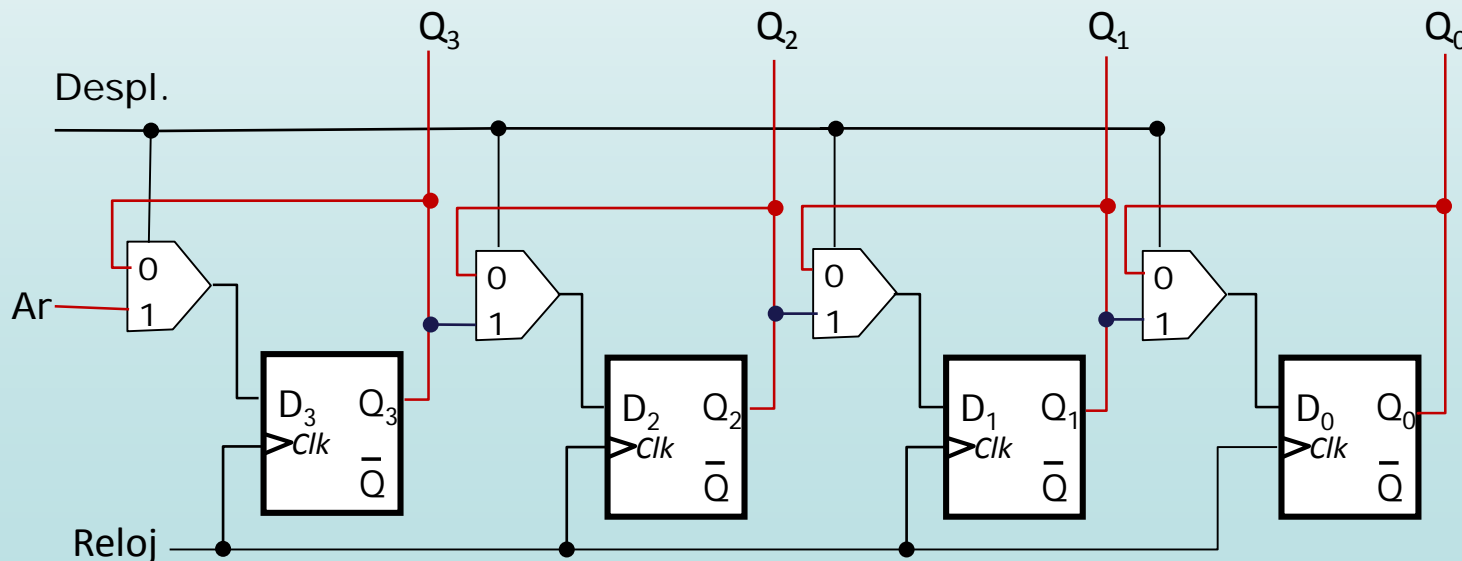 Q₃ Q₂ Q₁ Q₀
Despl.
0 0 0 0
Ar 1 1 1 1
D₃ Q₃ D₂ Q₂ D₁ Q₁ D₀ Q₀
Clk Clk Clk Clk
Q̅ Q̅ Q̅ Q̅
Reloj